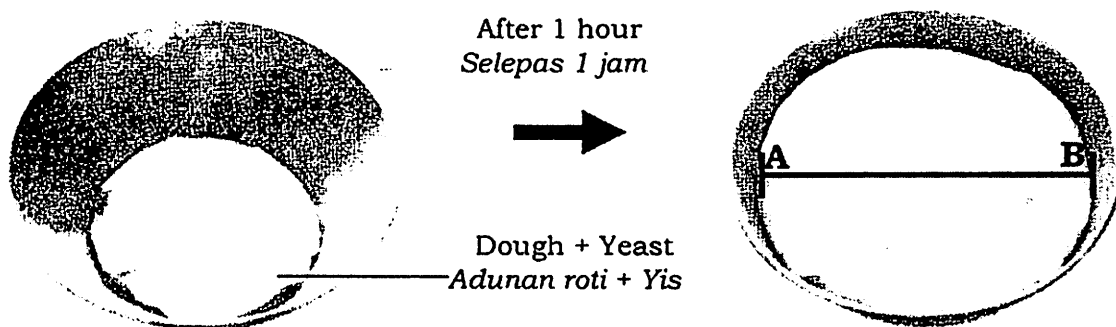 After 1 hour
Selepas 1 jam
A
B
Dough + Yeast
Adunan roti + Yis